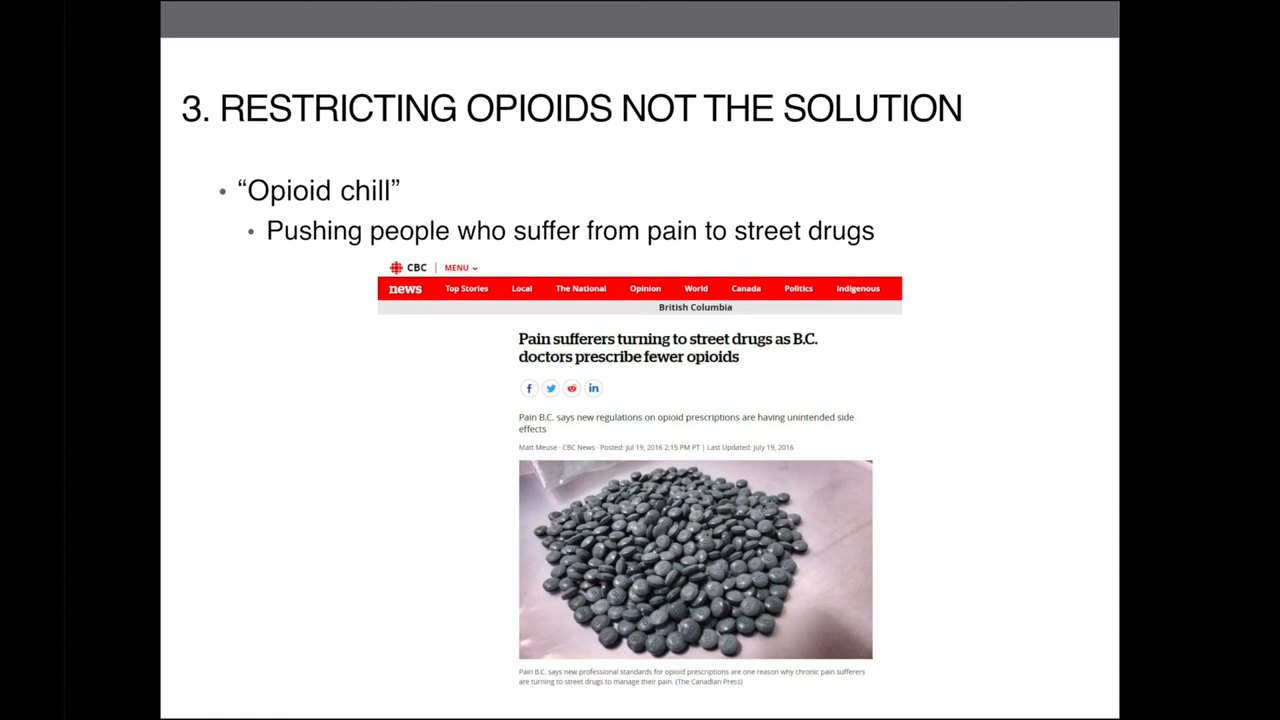 3. RESTRICTING OPIOIDS NOT THE SOLUTION
• “Opioid chill”
• Pushing people who suffer from pain to street drugs
CBC | MENU
news Top Stories Local The National Opinion World Canada Politics Indigenous
British Columbia
Pain sufferers turning to street drugs as B.C.
doctors prescribe fewer opioids
Pain B.C. says new regulations on opioid prescriptions are having unintended side
effects
Matt Meuse · CBC News · Posted: Jul 19, 2016 2:15 PM PT | Last Updated: July 19, 2016
Pain B.C. says new professional standards for opioid prescriptions are one reason why chronic pain sufferers
are turning to street drugs to manage their pain. (The Canadian Press)